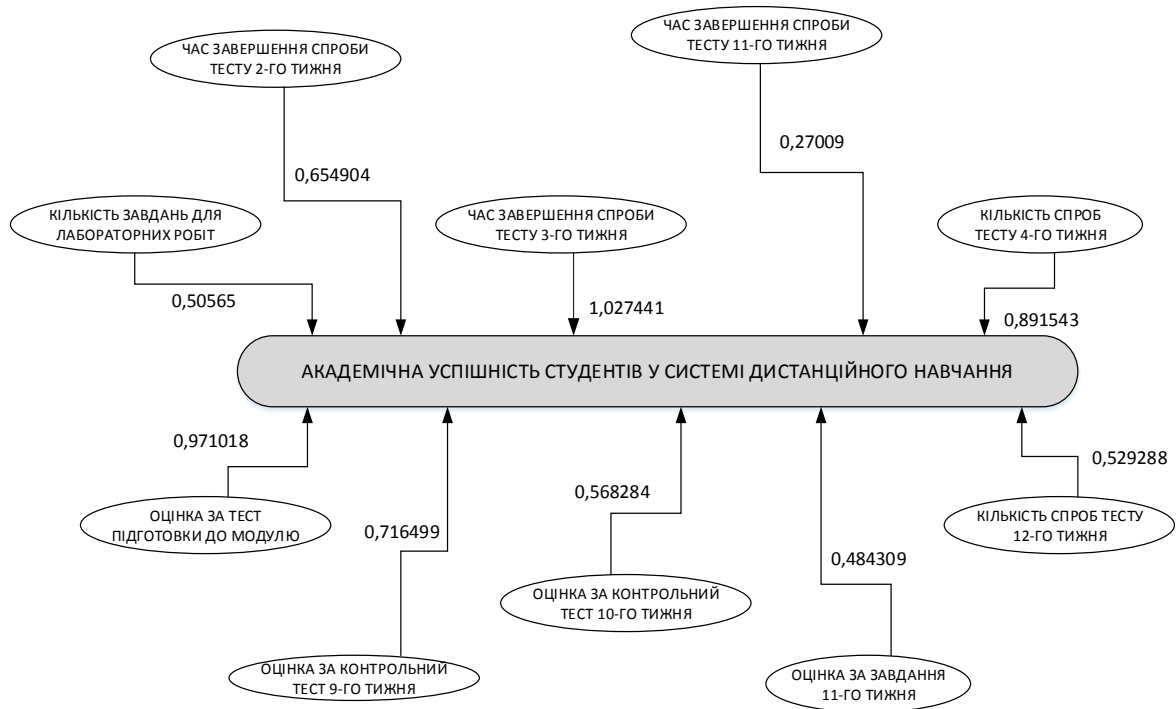 ЧАС ЗАВЕРШЕННЯ СПРОБИ
ТЕСТУ 2-ГО ТИЖНЯ
ЧАС ЗАВЕРШЕННЯ СПРОБИ
ТЕСТУ 11-ГО ТИЖНЯ
0,654904
0,27009
КІЛЬКІСТЬ ЗАВДАНЬ ДЛЯ
ЛАБОРАТОРНИХ РОБІТ
ЧАС ЗАВЕРШЕННЯ СПРОБИ
ТЕСТУ 3-ГО ТИЖНЯ
КІЛЬКІСТЬ СПРОБ
ТЕСТУ 4-ГО ТИЖНЯ
0,50565
1,027441
0,891543
АКАДЕМІЧНА УСПІШНІСТЬ СТУДЕНТІВ У СИСТЕМІ ДИСТАНЦІЙНОГО НАВЧАННЯ
0,971018
0,716499
0,568284
0,484309
0,529288
ОЦІНКА ЗА ТЕСТ
ПІДГОТОВКИ ДО МОДУЛЮ
КІЛЬКІСТЬ СПРОБ ТЕСТУ
12-ГО ТИЖНЯ
ОЦІНКА ЗА КОНТРОЛЬНИЙ
ТЕСТ 10-ГО ТИЖНЯ
ОЦІНКА ЗА КОНТРОЛЬНИЙ
ТЕСТ 9-ГО ТИЖНЯ
ОЦІНКА ЗА ЗАВДАННЯ
11-ГО ТИЖНЯ